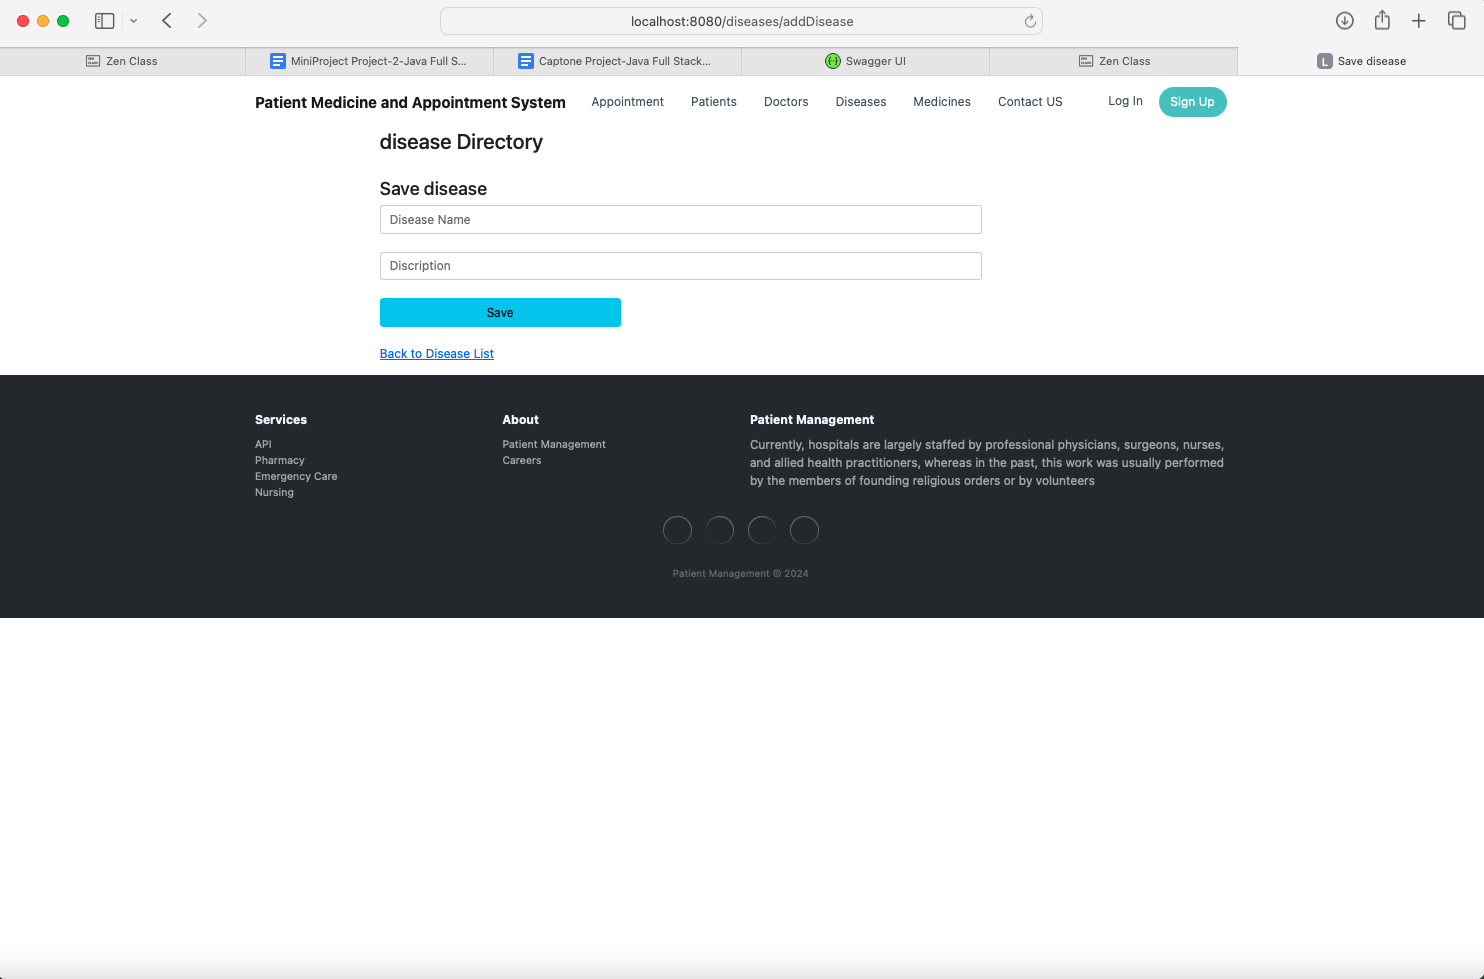 localhost:8080/diseases/addDisease
Zen Class
MiniProject Project-2-Java Full S...
Captone Project-Java Full Stack...
Swagger UI
Zen Class
L Save disease
Patient Medicine and Appointment System Appointment Patients Doctors Diseases Medicines Contact US Log In Sign Up
disease Directory
Save disease
Disease Name
Discription
Save
Back to Disease List
Services
API
Pharmacy
Emergency Care
Nursing
About
Patient Management
Careers
Patient Management
Currently, hospitals are largely staffed by professional physicians, surgeons, nurses,
and allied health practitioners, whereas in the past, this work was usually performed
by the members of founding religious orders or by volunteers
Patient Management © 2024